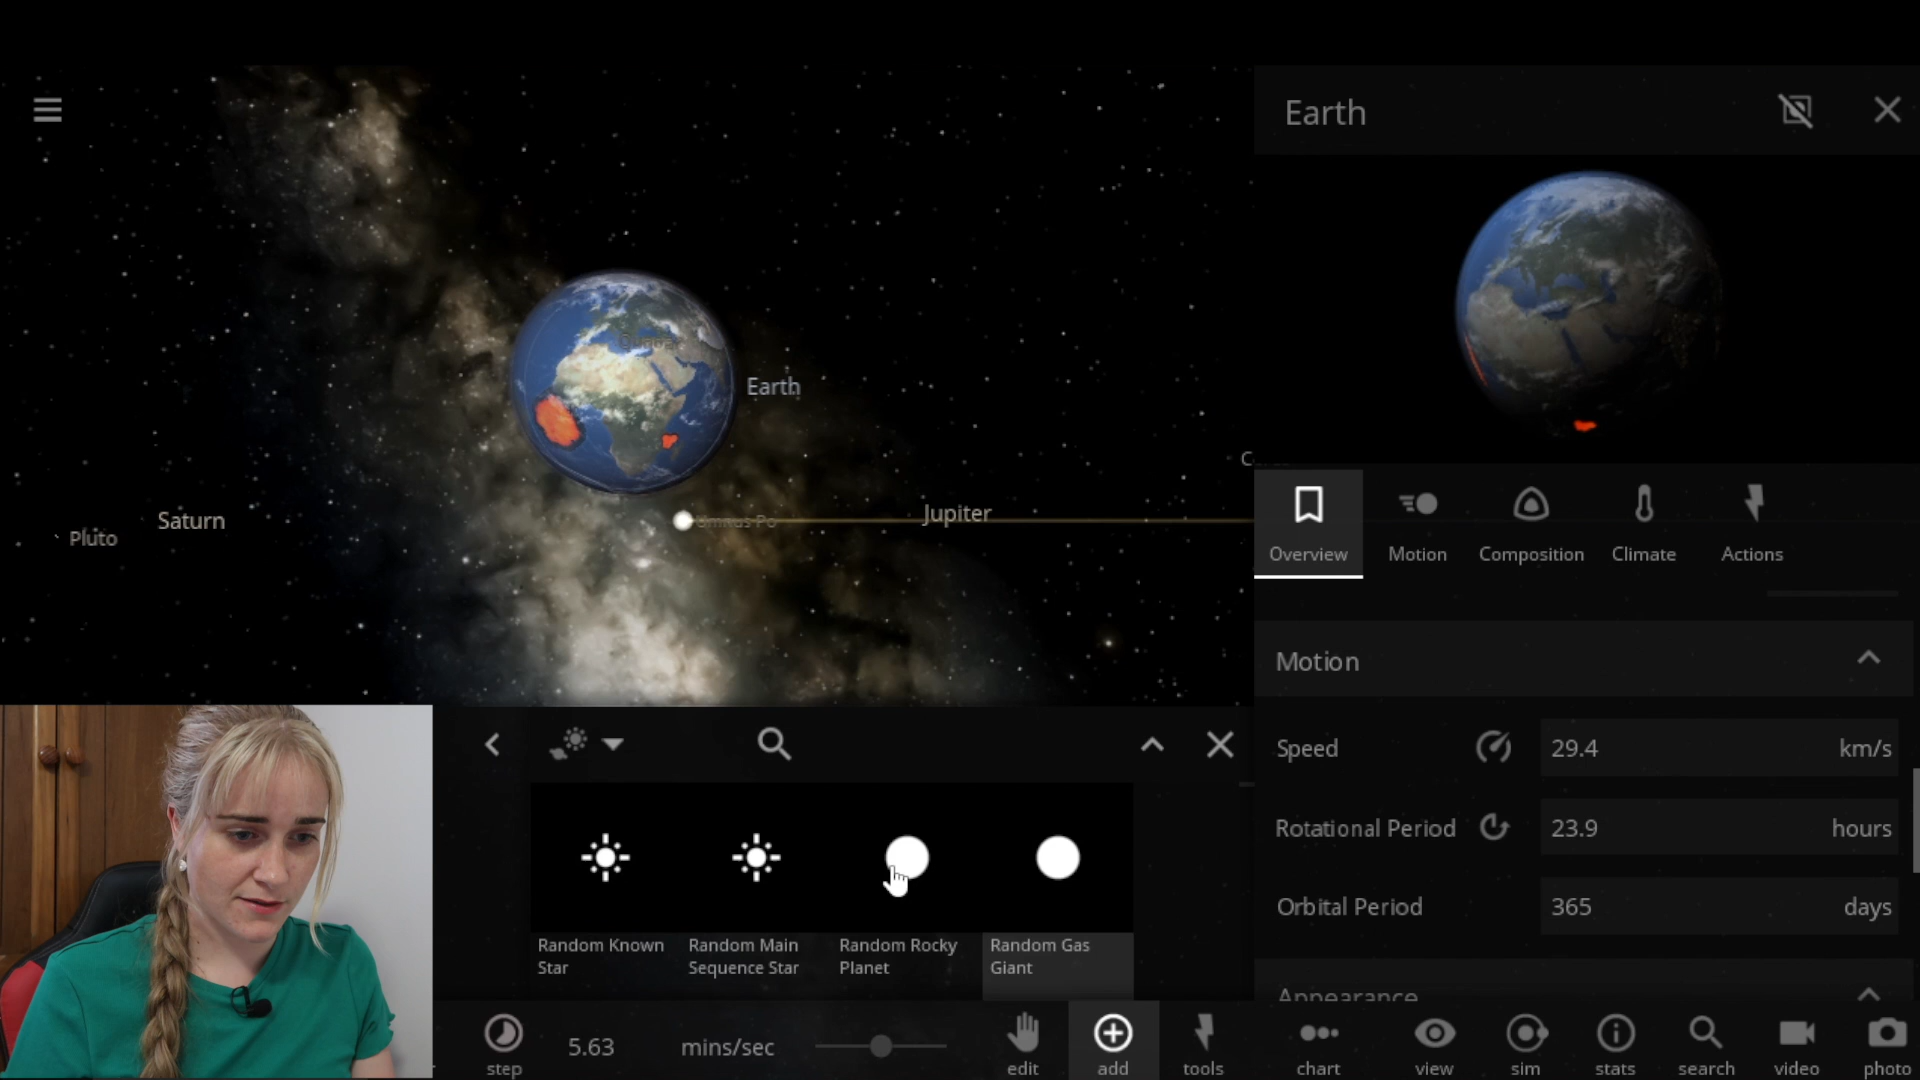 Earth
Earth
Saturn
Jupiter
Pluto
Overview
Motion
Composition
Climate
Actions
Motion
Speed
29.4
km/s
Rotational Period
23.9
hours
Orbital Period
365
days
Appearance
Random Known
Star
Random Main
Sequence Star
Random Rocky
Planet
Random Gas
Giant
step
5.63
mins/sec
edit
add
tools
chart
view
sim
stats
search
video
photo